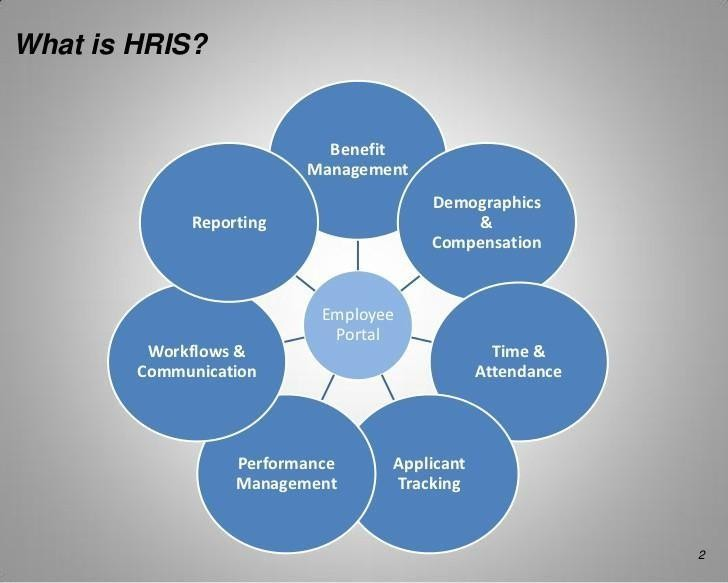 What is HRIS?
Benefit
Management
Demographics
&
Compensation
Reporting
Employee
Portal
Time &
Attendance
Workflows &
Communication
Applicant
Tracking
Performance
Management
2